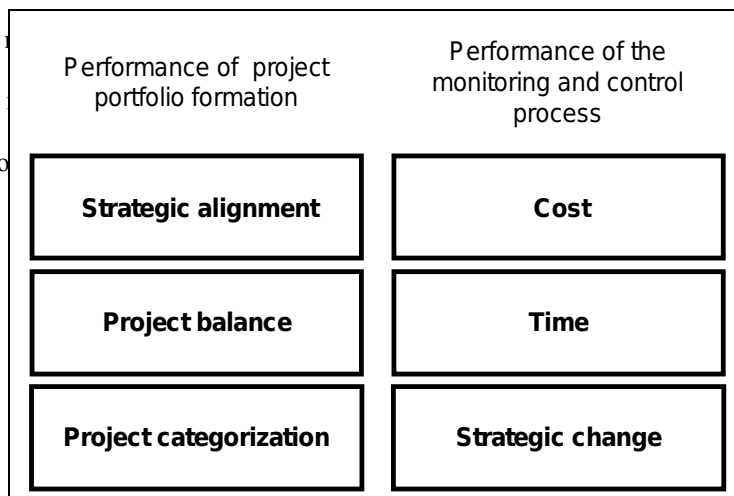 Performance of project
portfolio formation
Strategic alignment
Project balance
Project categorization
Performance of the
monitoring and control
process
Cost
Time
Strategic change